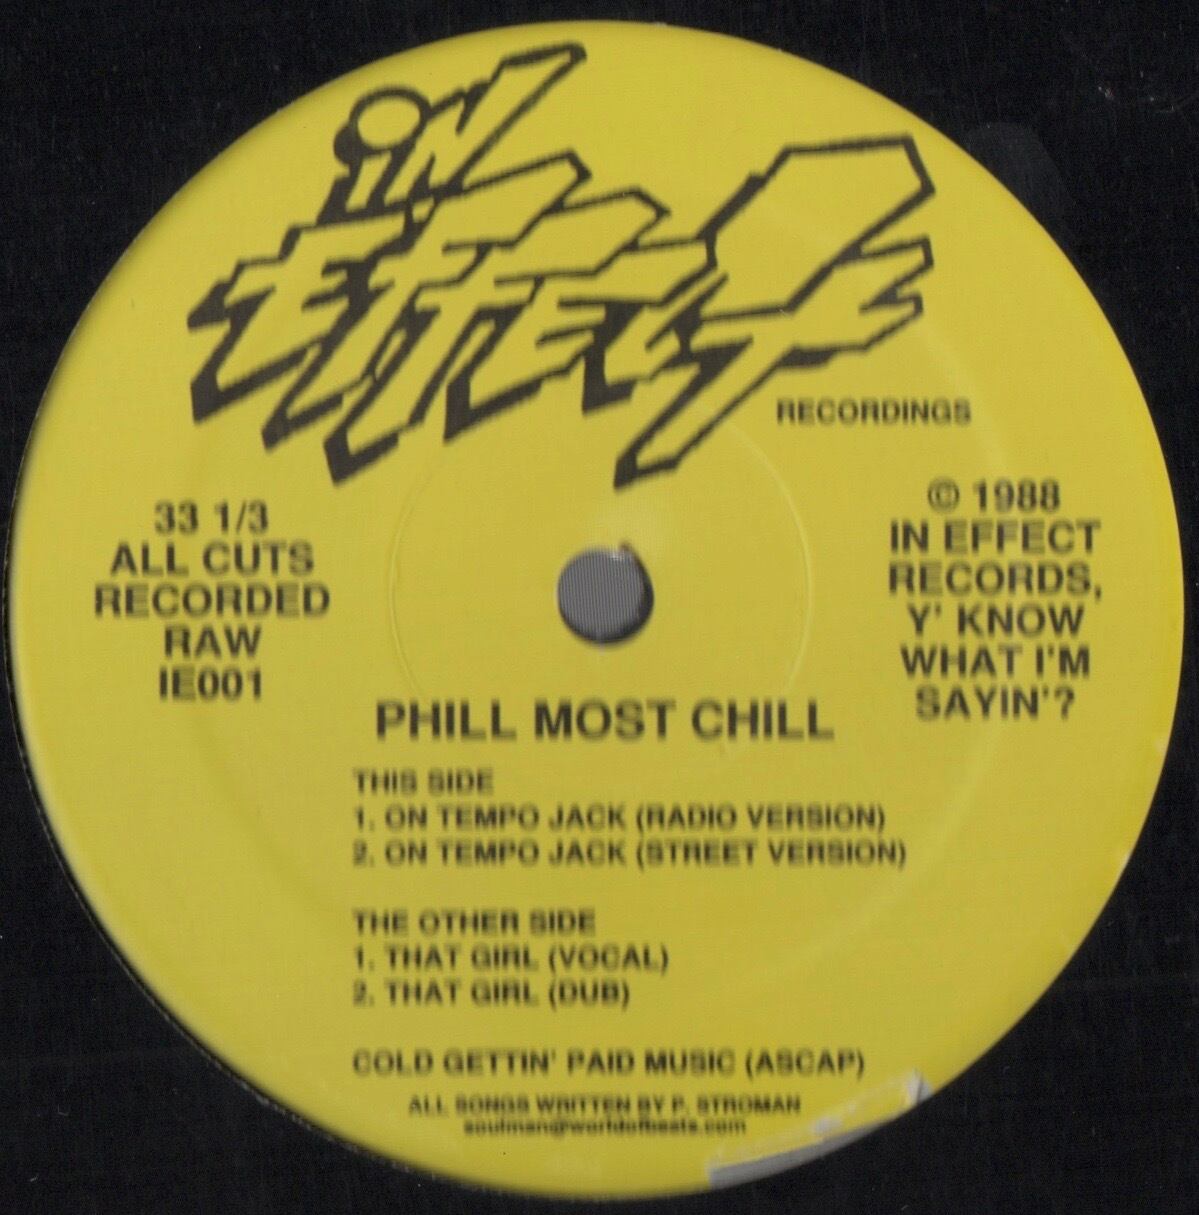 iN
EFFECT
RECORDINGS
33 1/3
ALL CUTS
RECORDED
RAW
IE001
© 1988
IN EFFECT
RECORDS,
Y' KNOW
WHAT I'M
SAYIN'?
PHILL MOST CHILL
THIS SIDE
1. ON TEMPO JACK (RADIO VERSION)
2. ON TEMPO JACK (STREET VERSION)
THE OTHER SIDE
1. THAT GIRL (VOCAL)
2. THAT GIRL (DUB)
COLD GETTIN' PAID MUSIC (ASCAP)
ALL SONGS WRITTEN BY P. STROMAN
soulman@worldofbeats.com